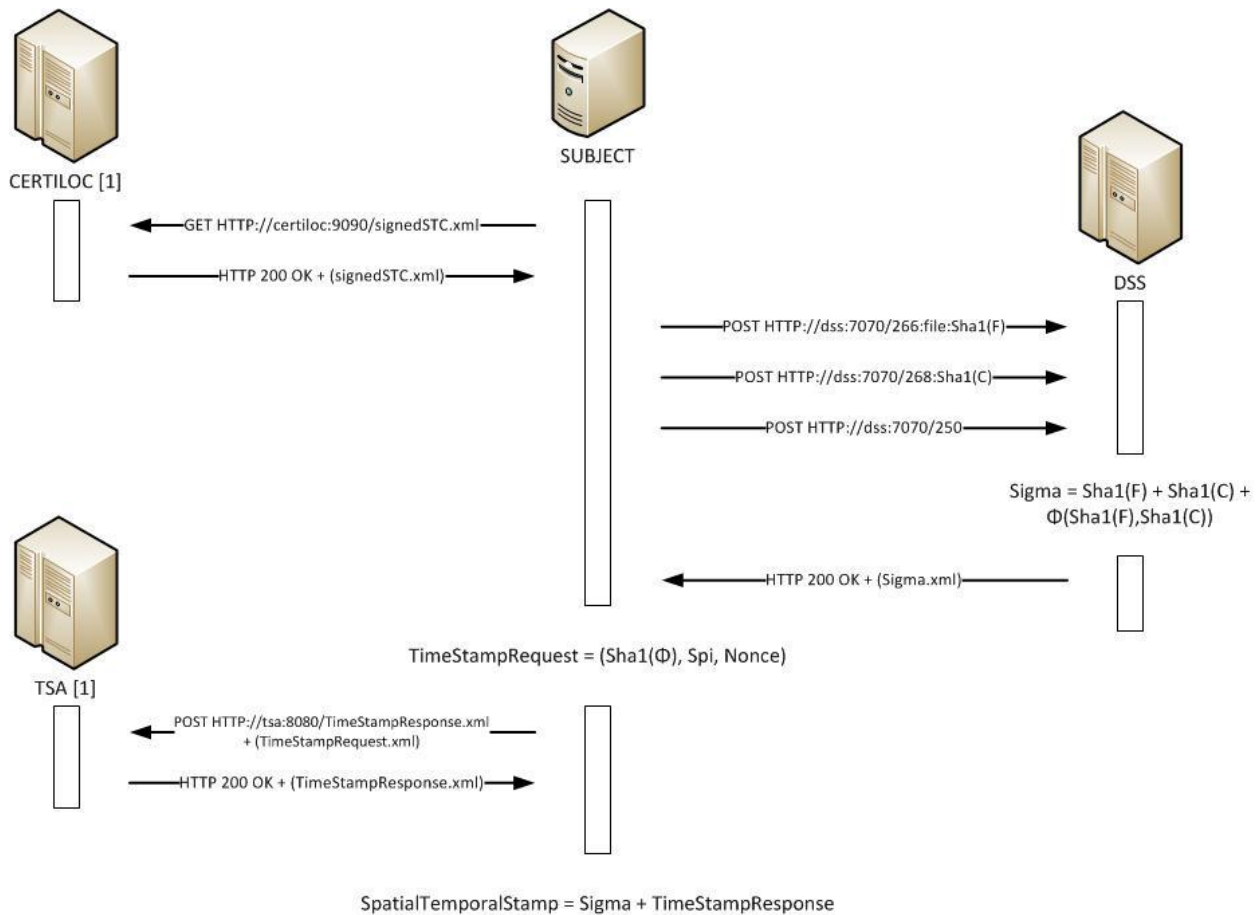 SUBJECT
CERTILOC [1]
GET HTTP://certiloc:9090/signedSTC.xml
HTTP 200 OK + (signedSTC.xml)
DSS
POST HTTP://dss:7070/266:file:Sha1(F)
POST HTTP://dss:7070/268:Sha1(C)
POST HTTP://dss:7070/250
Sigma = Sha1(F) + Sha1(C) +
Φ(Sha1(F),Sha1(C))
HTTP 200 OK + (Sigma.xml)
TimeStampRequest = (Sha1(Φ), Spi, Nonce)
TSA [1]
POST HTTP://tsa:8080/TimeStampResponse.xml
+ (TimeStampRequest.xml)
HTTP 200 OK + (TimeStampResponse.xml)
SpatialTemporalStamp = Sigma + TimeStampResponse